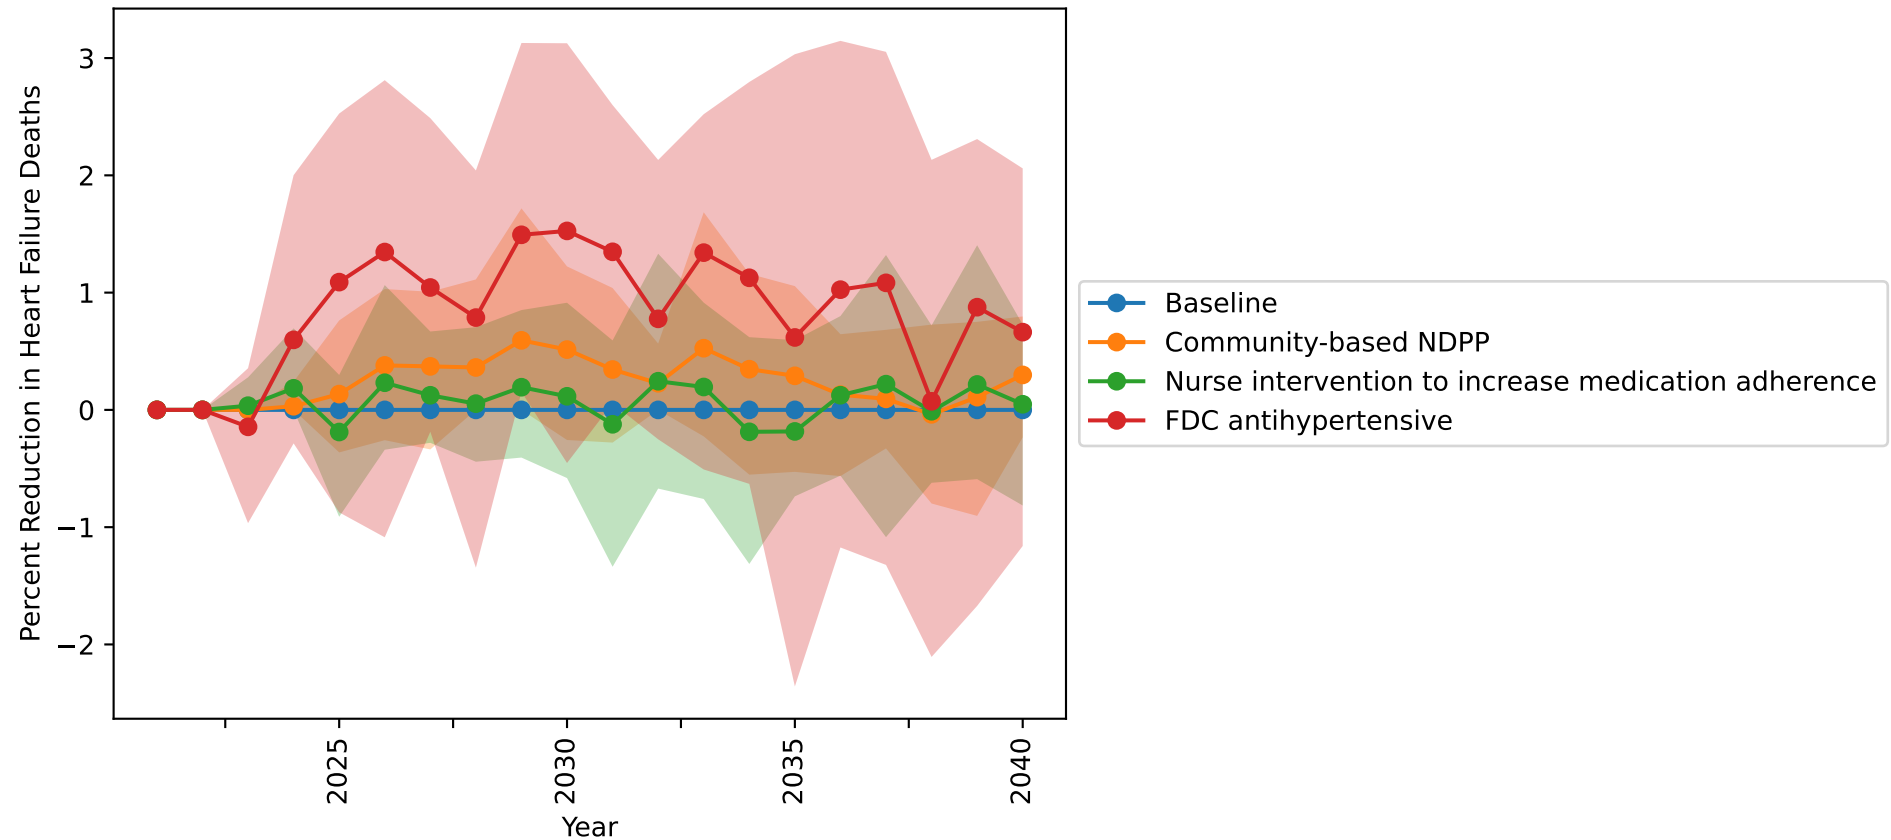 Percent Reduction in Heart Failure Deaths
3
2
1
0
−1
−2
2025
2030
2035
2040
Year
Baseline
Community-based NDPP
Nurse intervention to increase medication adherence
FDC antihypertensive